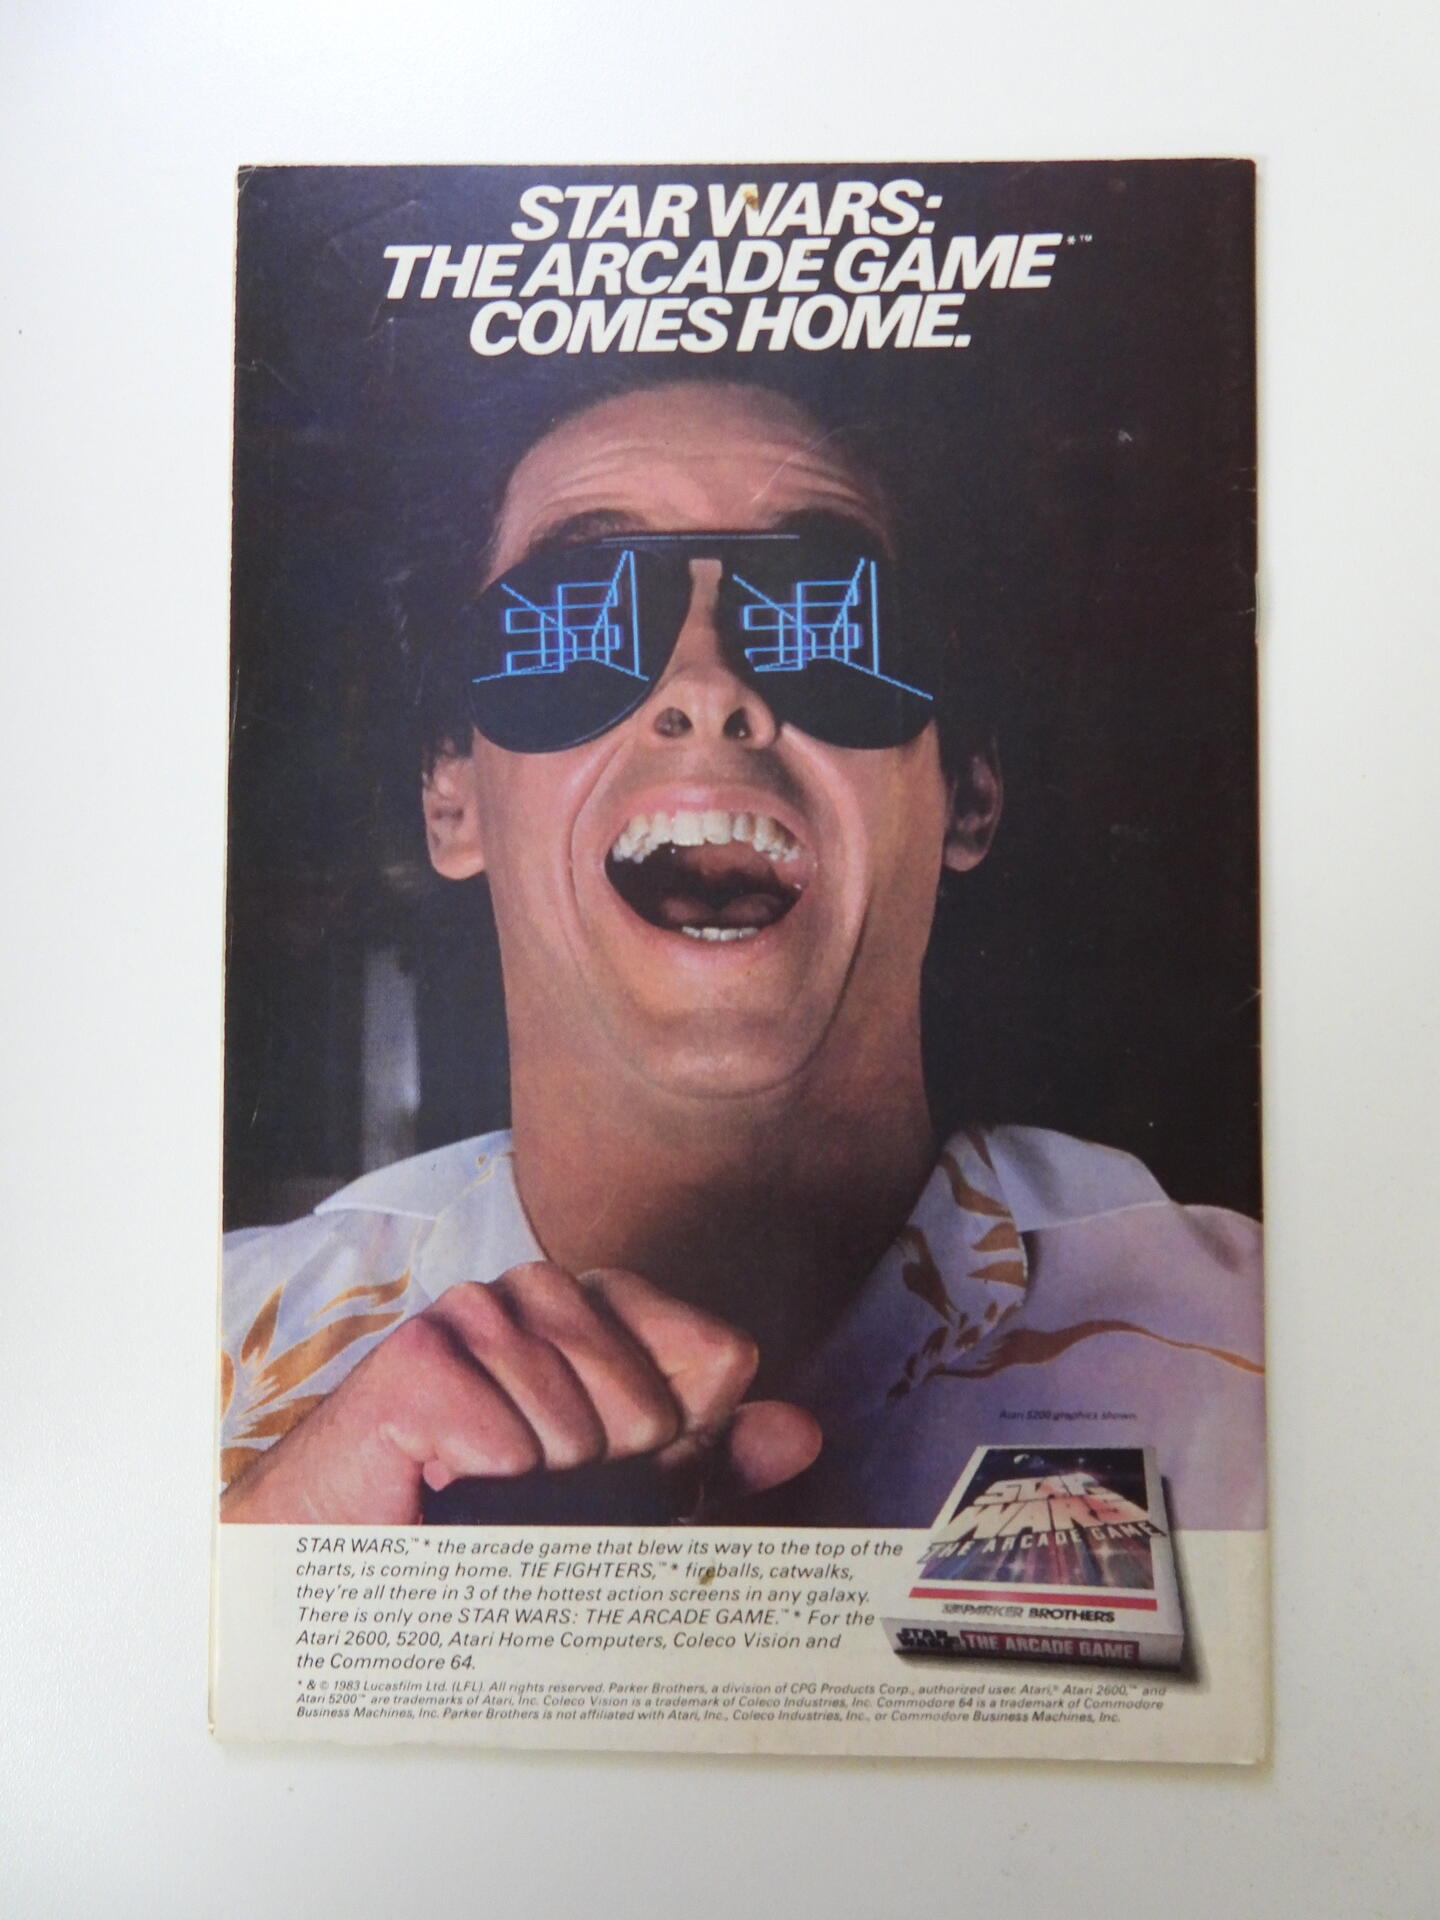 STAR WARS:
THE ARCADE GAME*™
COMES HOME.
Atari 5200 graphics shown.
STAR WARS
THE ARCADE GAME
PARKER BROTHERS
STAR WARS THE ARCADE GAME
STAR WARS,™* the arcade game that blew its way to the top of the
charts, is coming home. TIE FIGHTERS,™* fireballs, catwalks,
they're all there in 3 of the hottest action screens in any galaxy.
There is only one STAR WARS: THE ARCADE GAME.™* For the
Atari 2600, 5200, Atari Home Computers, Coleco Vision and
the Commodore 64.
* & © 1983 Lucasfilm Ltd. (LFL). All rights reserved. Parker Brothers, a division of CPG Products Corp., authorized user. Atari,® Atari 2600,™ and
Atari 5200™ are trademarks of Atari, Inc. Coleco Vision is a trademark of Coleco Industries, Inc. Commodore 64 is a trademark of Commodore
Business Machines, Inc. Parker Brothers is not affiliated with Atari, Inc., Coleco Industries, Inc., or Commodore Business Machines, Inc.